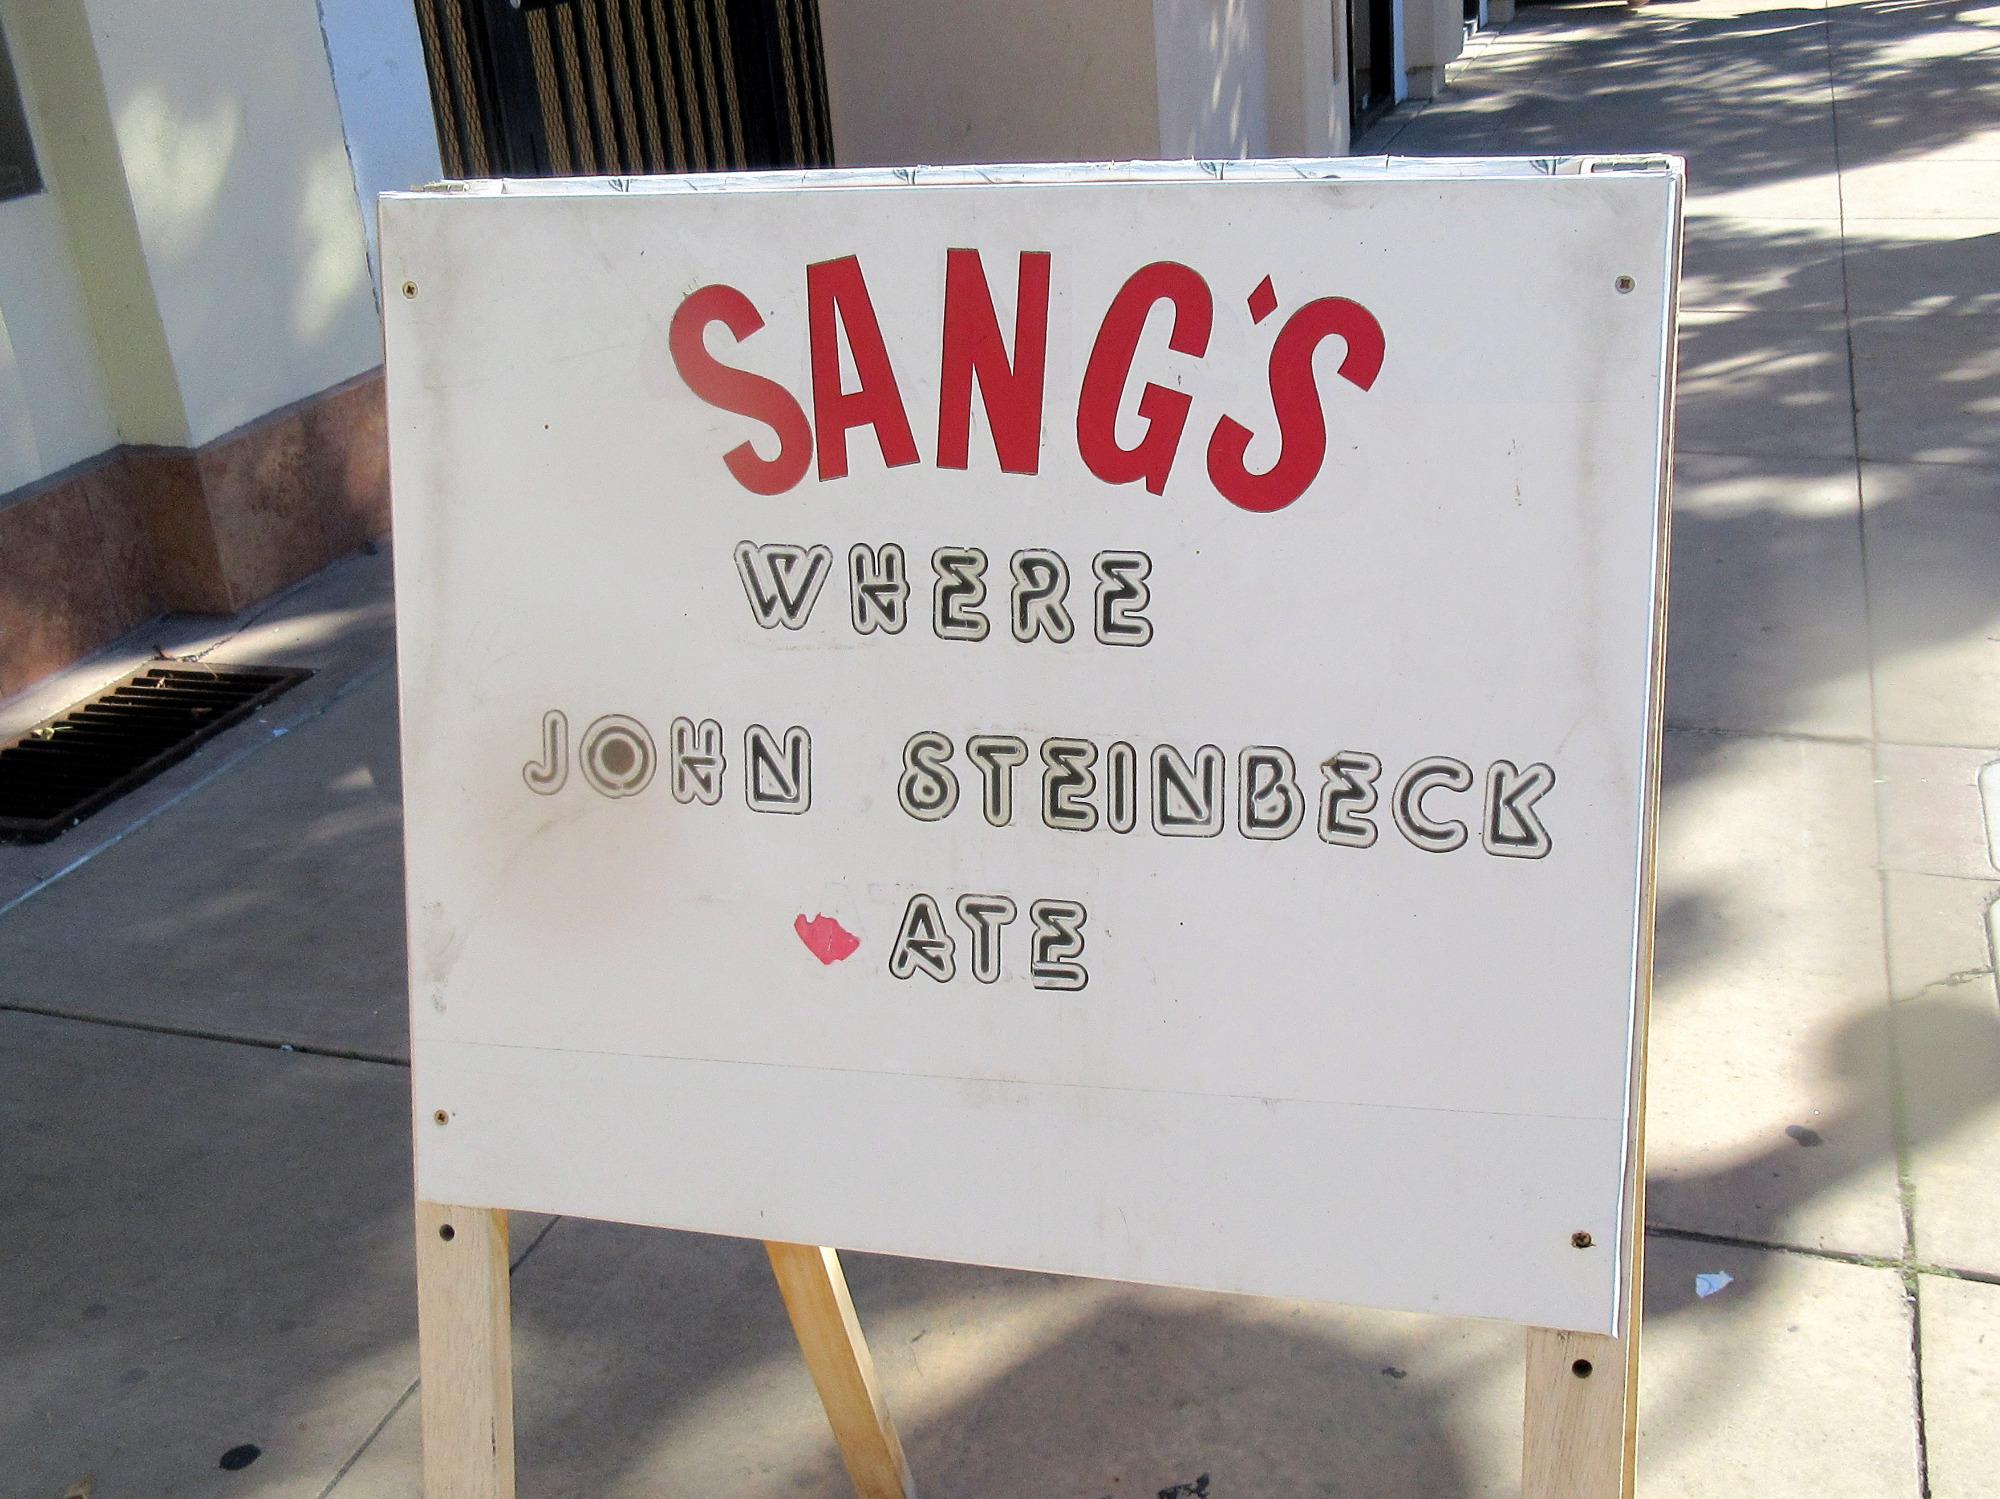 SANG'S
WHERE
JOHN STEINBECK
ATE